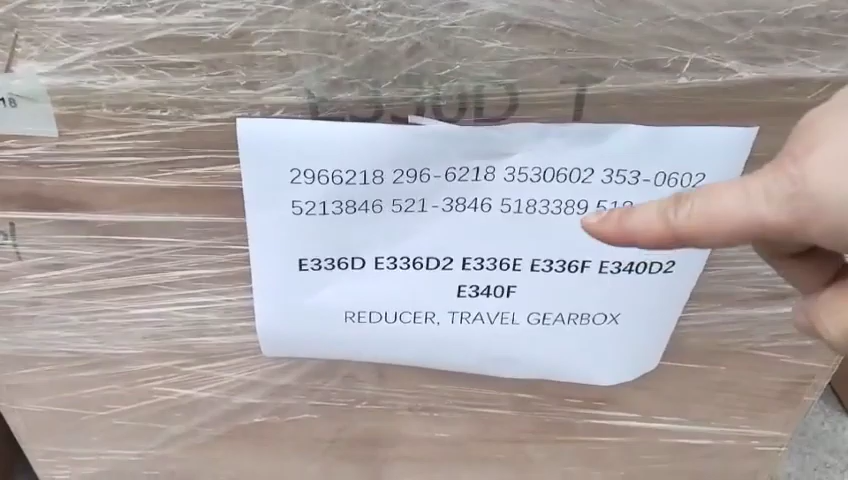 2966218 296-6218 3530602 353-0602
5213846 521-3846 5183389
E336D E336D2 E336E E336F E340D2
E340F
REDUCER, TRAVEL GEARBOX